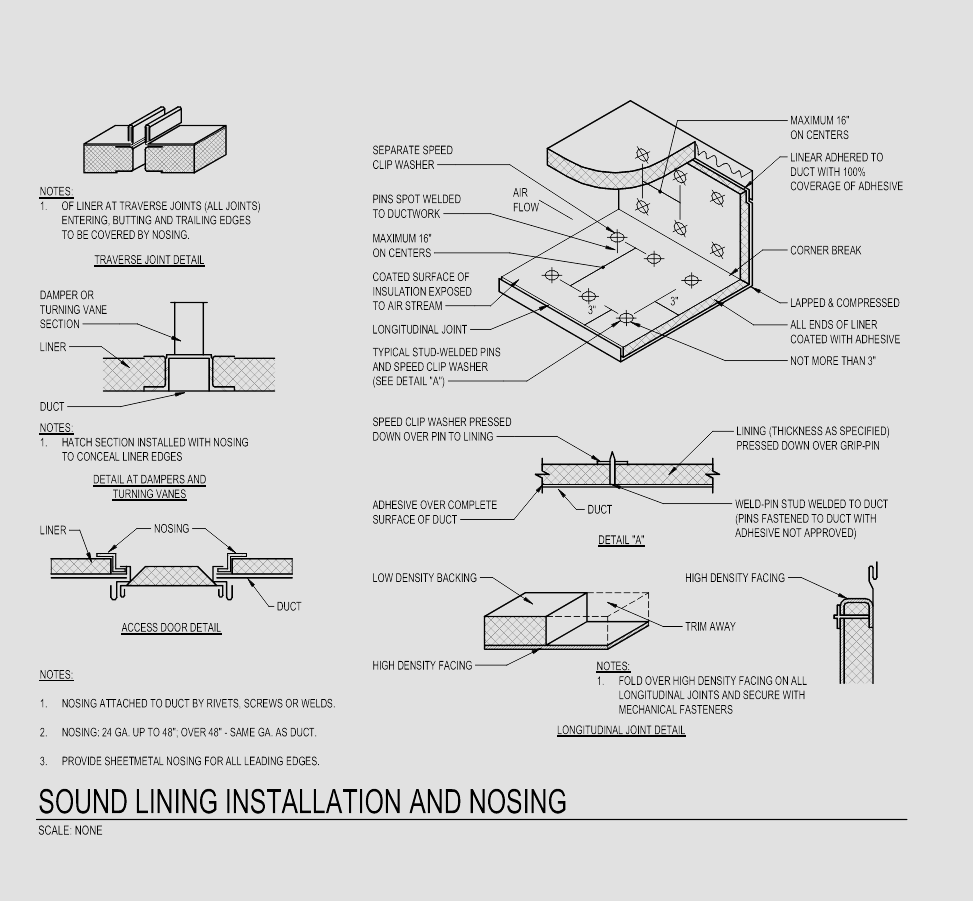 NOTES:
1. OF LINER AT TRAVERSE JOINTS (ALL JOINTS)
ENTERING, BUTTING AND TRAILING EDGES
TO BE COVERED BY NOSING.
TRAVERSE JOINT DETAIL
DAMPER OR
TURNING VANE
SECTION
LINER
DUCT
NOTES:
1. HATCH SECTION INSTALLED WITH NOSING
TO CONCEAL LINER EDGES
DETAIL AT DAMPERS AND
TURNING VANES
LINER
NOSING
DUCT
ACCESS DOOR DETAIL
NOTES:
1. NOSING ATTACHED TO DUCT BY RIVETS, SCREWS OR WELDS.
2. NOSING: 24 GA. UP TO 48"; OVER 48" - SAME GA. AS DUCT.
3. PROVIDE SHEETMETAL NOSING FOR ALL LEADING EDGES.
SEPARATE SPEED
CLIP WASHER
PINS SPOT WELDED
TO DUCTWORK
MAXIMUM 16"
ON CENTERS
COATED SURFACE OF
INSULATION EXPOSED
TO AIR STREAM
LONGITUDINAL JOINT
TYPICAL STUD-WELDED PINS
AND SPEED CLIP WASHER
(SEE DETAIL "A")
AIR
FLOW
3"
3"
MAXIMUM 16"
ON CENTERS
LINEAR ADHERED TO
DUCT WITH 100%
COVERAGE OF ADHESIVE
CORNER BREAK
LAPPED & COMPRESSED
ALL ENDS OF LINER
COATED WITH ADHESIVE
NOT MORE THAN 3"
SPEED CLIP WASHER PRESSED
DOWN OVER PIN TO LINING
ADHESIVE OVER COMPLETE
SURFACE OF DUCT
DUCT
LINING (THICKNESS AS SPECIFIED)
PRESSED DOWN OVER GRIP-PIN
WELD-PIN STUD WELDED TO DUCT
(PINS FASTENED TO DUCT WITH
ADHESIVE NOT APPROVED)
DETAIL "A"
LOW DENSITY BACKING
HIGH DENSITY FACING
TRIM AWAY
HIGH DENSITY FACING
NOTES:
1. FOLD OVER HIGH DENSITY FACING ON ALL
LONGITUDINAL JOINTS AND SECURE WITH
MECHANICAL FASTENERS
LONGITUDINAL JOINT DETAIL
SOUND LINING INSTALLATION AND NOSING
SCALE: NONE